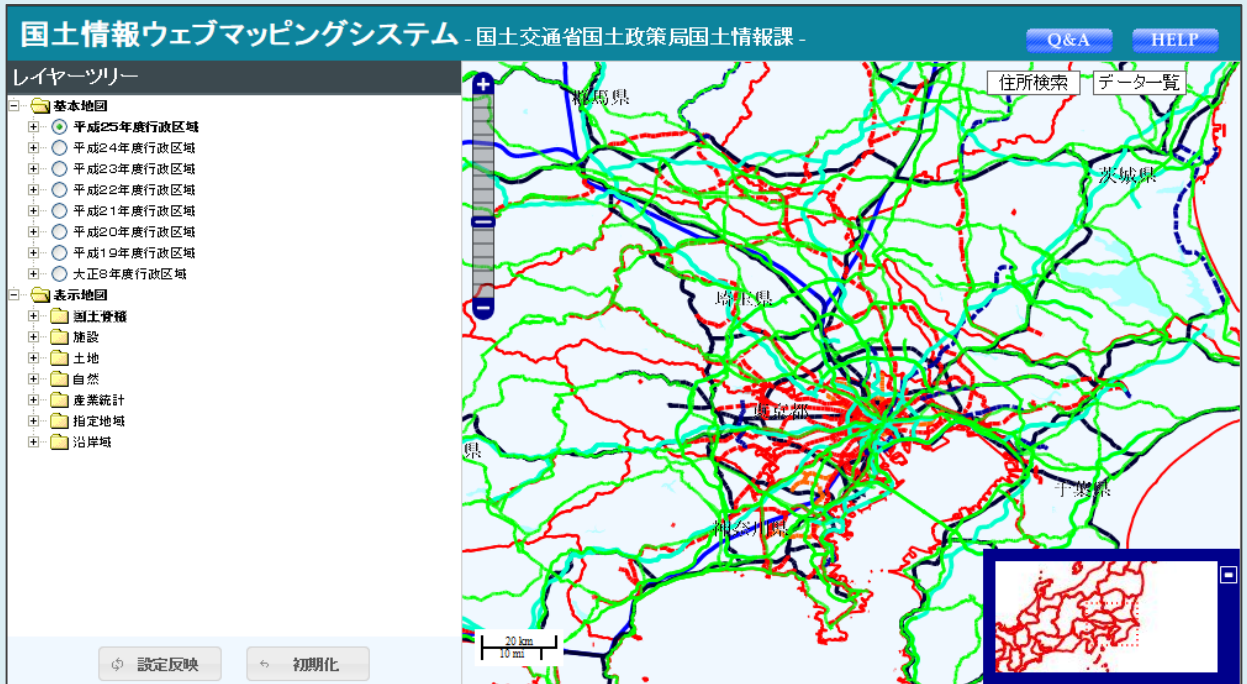 国土情報ウェブマッピングシステム - 国土交通省国土政策局国土情報課 -
Q&A
HELP
レイヤーツリー
住所検索
データ一覧
基本地図
平成25年度行政区域
平成24年度行政区域
平成23年度行政区域
平成22年度行政区域
平成21年度行政区域
平成20年度行政区域
平成19年度行政区域
大正8年度行政区域
表示地図
国土骨格
施設
土地
自然
産業統計
指定地域
沿岸域
設定反映
初期化
群馬県
茨城県
埼玉県
東京都
県
千葉県
神奈川県
20 km
10 mi